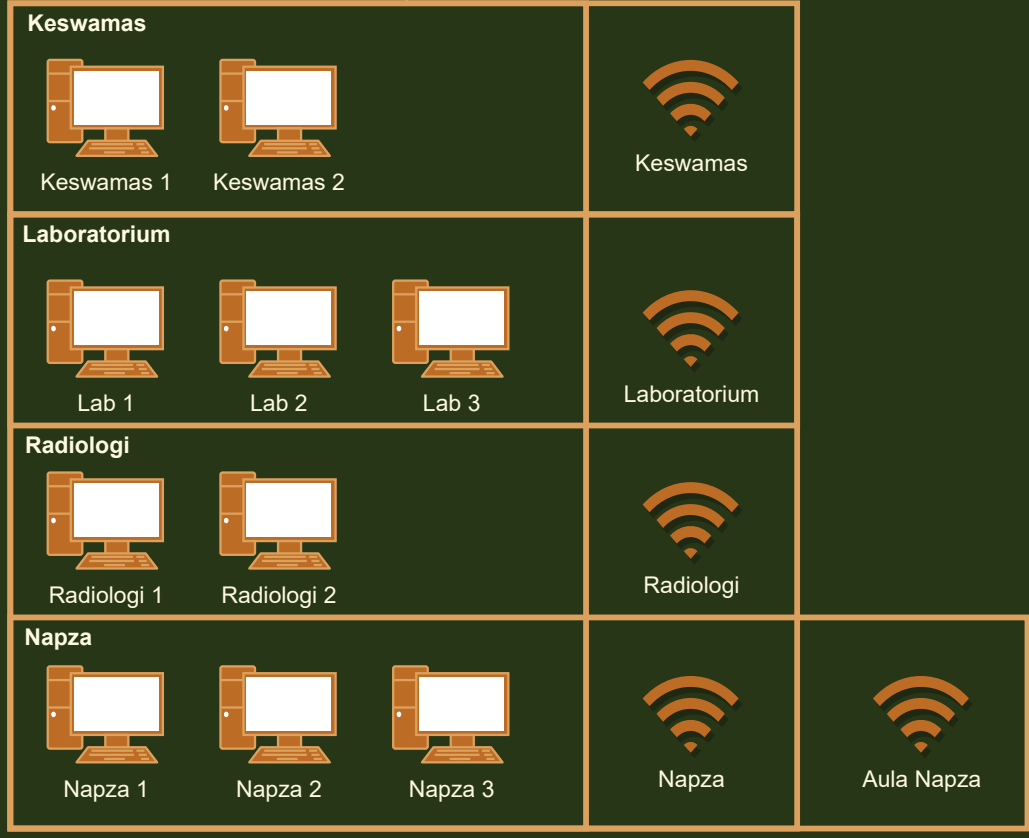 Keswamas
Keswamas 1
Keswamas 2
Keswamas
Laboratorium
Lab 1
Lab 2
Lab 3
Laboratorium
Radiologi
Radiologi 1
Radiologi 2
Radiologi
Napza
Napza 1
Napza 2
Napza 3
Napza
Aula Napza